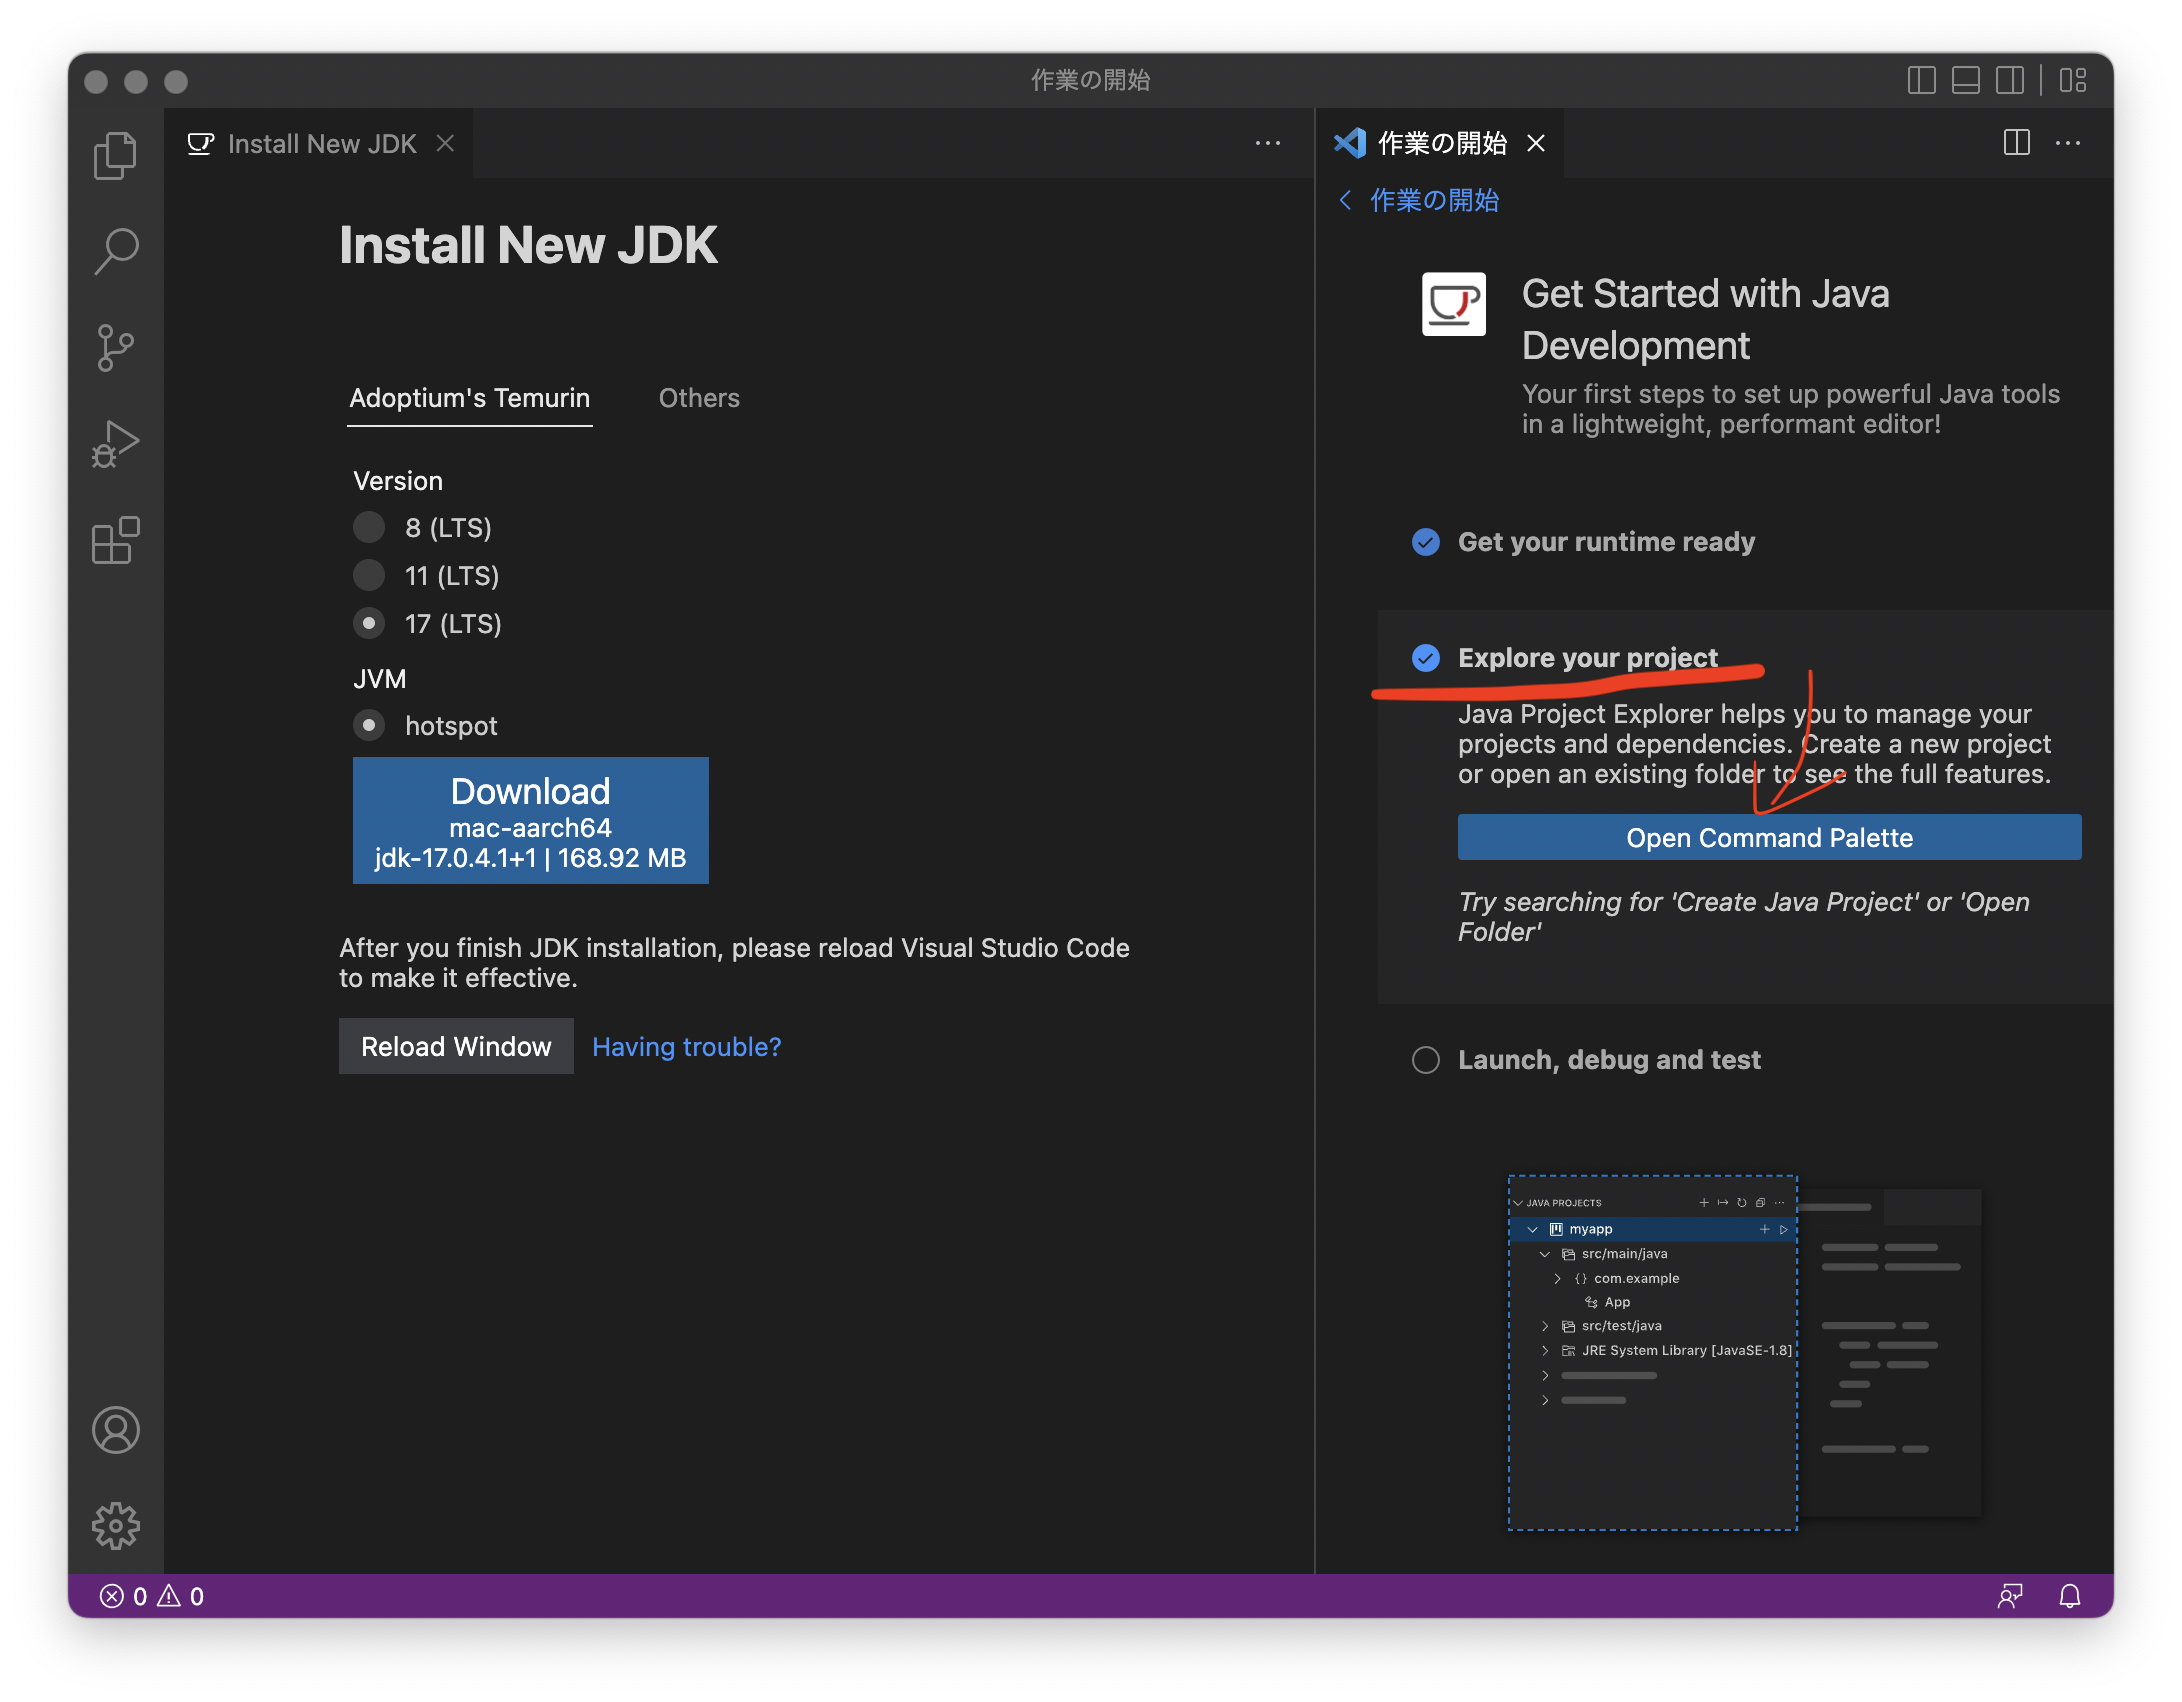 作業の開始
Install New JDK
作業の開始
作業の開始
Install New JDK
Adoptium's Temurin
Others
Version
8 (LTS)
11 (LTS)
17 (LTS)
JVM
hotspot
Download
mac-aarch64
jdk-17.0.4.1+1 | 168.92 MB
After you finish JDK installation, please reload Visual Studio Code
to make it effective.
Reload Window
Having trouble?
Get Started with Java
Development
Your first steps to set up powerful Java tools
in a lightweight, performant editor!
Get your runtime ready
Explore your project
Java Project Explorer helps you to manage your
projects and dependencies. Create a new project
or open an existing folder to see the full features.
Open Command Palette
Try searching for 'Create Java Project' or 'Open
Folder'
Launch, debug and test
JAVA PROJECTS
myapp
src/main/java
{} com.example
App
src/test/java
JRE System Library [JavaSE-1.8]
0
0